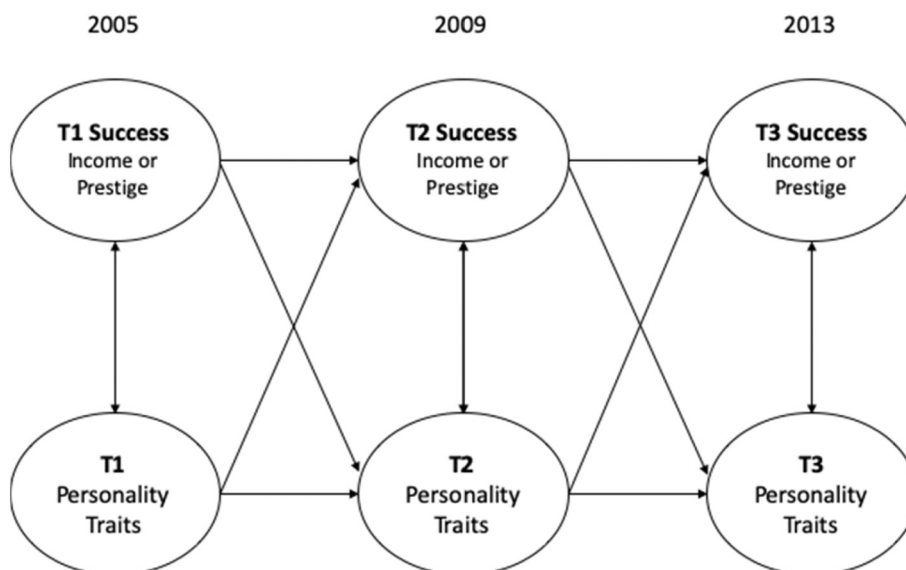 2005
2009
2013
T1 Success
Income or
Prestige
T2 Success
Income or
Prestige
T3 Success
Income or
Prestige
T1
Personality
Traits
T2
Personality
Traits
T3
Personality
Traits